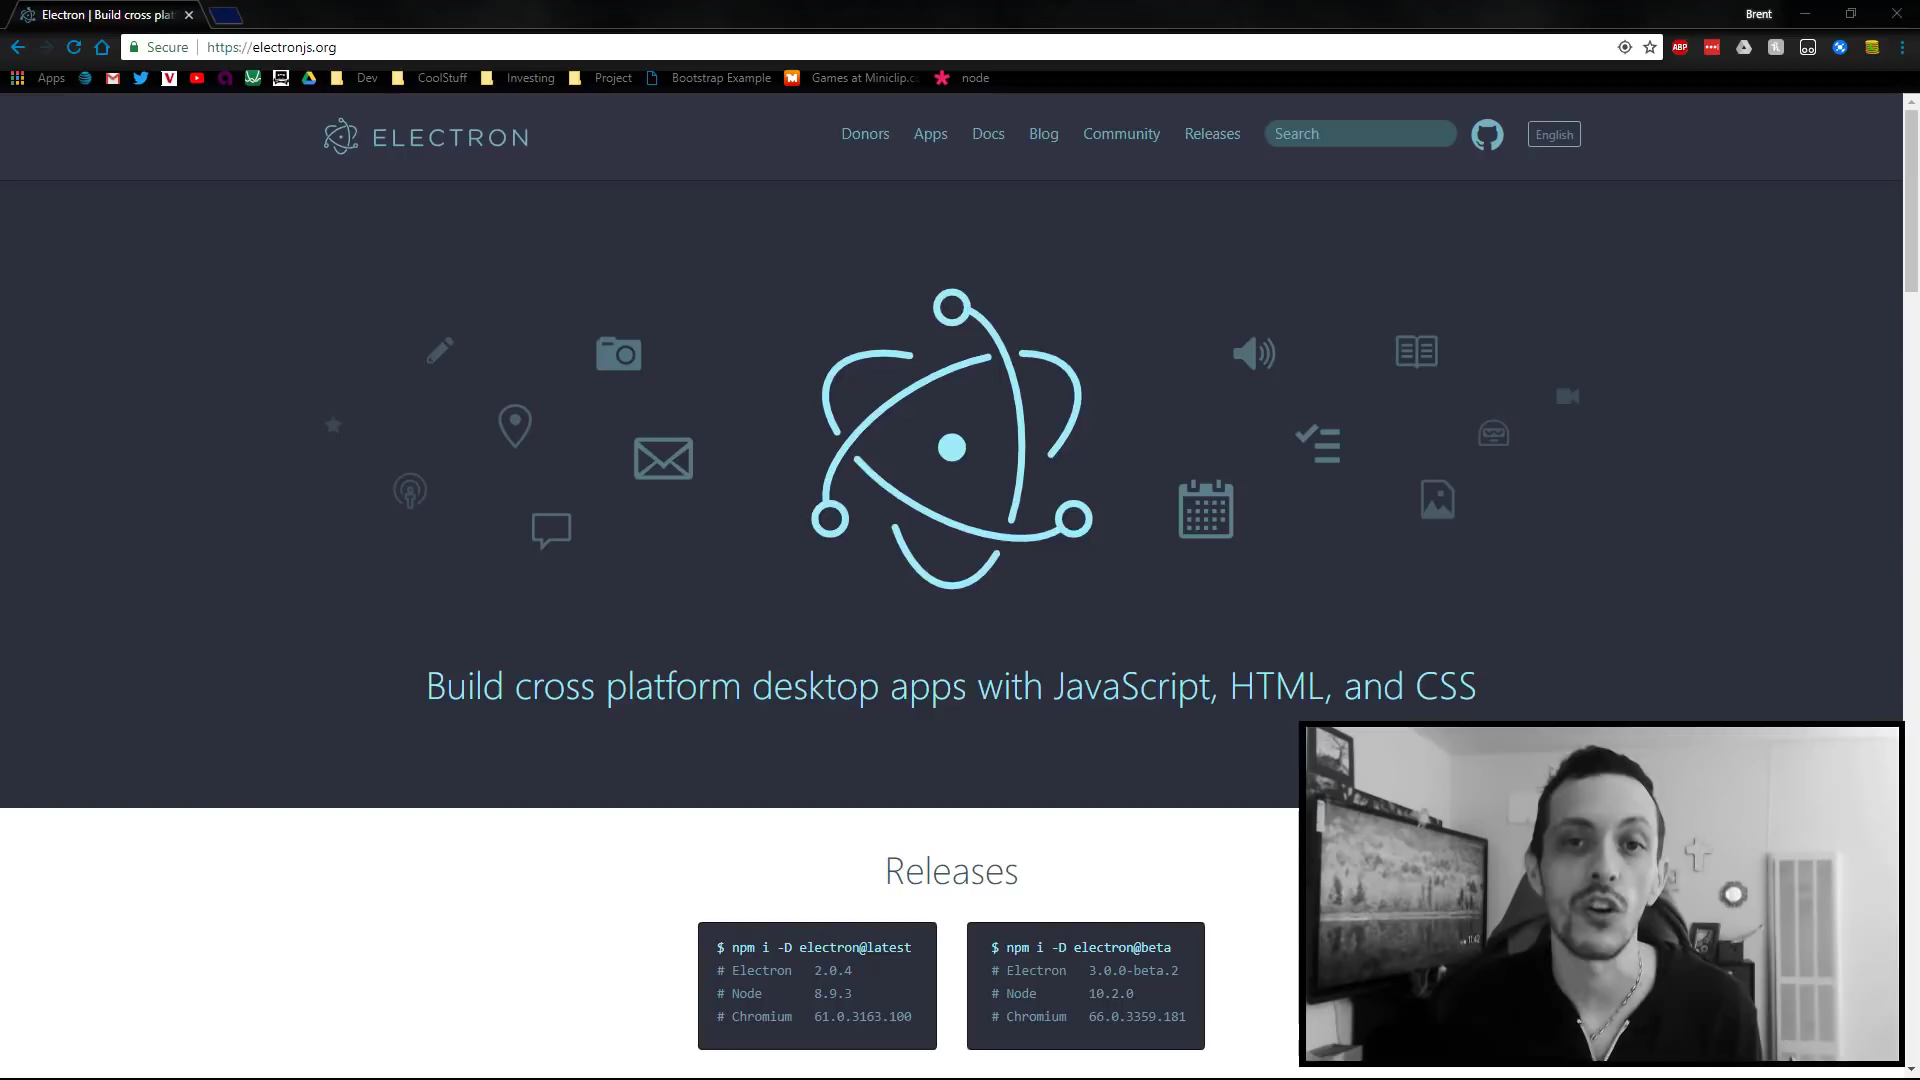 Electron | Build cross plat
Brent
Secure
https://electronjs.org
ABP
Apps
Dev
CoolStuff
Investing
Project
Bootstrap Example
Games at Miniclip.c
node
ELECTRON
Donors
Apps
Docs
Blog
Community
Releases
Search
English
Build cross platform desktop apps with JavaScript, HTML, and CSS
Releases
$ npm i -D electron@latest
# Electron 2.0.4
# Node 8.9.3
# Chromium 61.0.3163.100
$ npm i -D electron@beta
# Electron 3.0.0-beta.2
# Node 10.2.0
# Chromium 66.0.3359.181